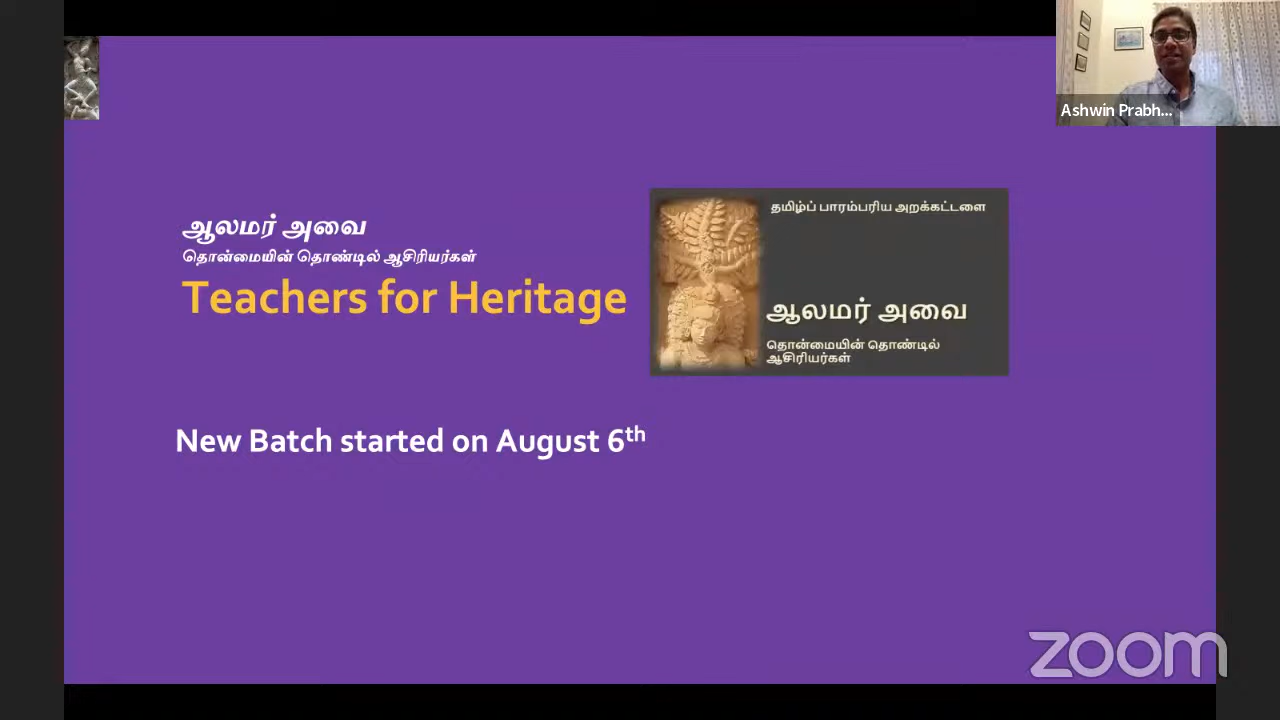 Ashwin Prabh...
ஆலமர் அவை
தொன்மையின் தொண்டில் ஆசிரியர்கள்
Teachers for Heritage
தமிழ்ப் பாரம்பரிய அறக்கட்டளை
ஆலமர் அவை
தொன்மையின் தொண்டில்
ஆசிரியர்கள்
New Batch started on August 6th
zoom